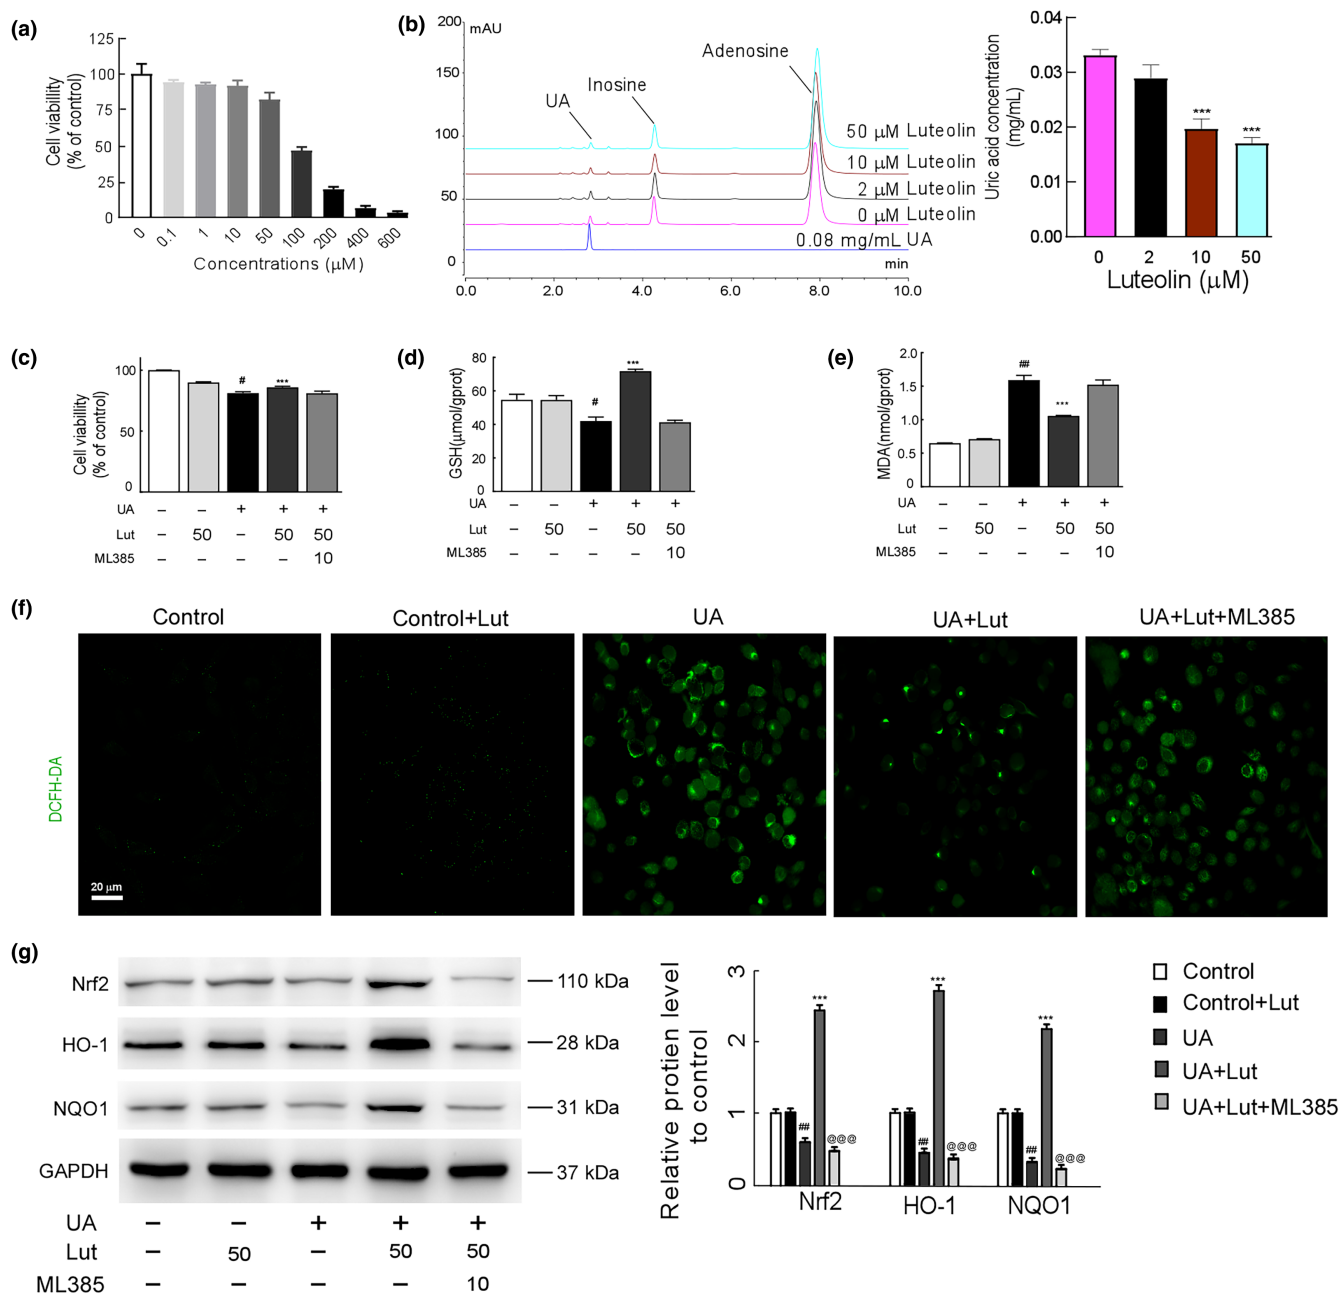 (a)
Cell viability
(% of control)
125
100
75
50
25
0
0 0.1 1 10 50 100 200 400 600
Concentrations (μM)
(b)
200
mAU
150
100
50
0
UA
Inosine
Adenosine
50 μM Luteolin
10 μM Luteolin
2 μM Luteolin
0 μM Luteolin
0.08 mg/mL UA
min
0.0 2.0 4.0 6.0 8.0 10.0
Uric acid concentration
(mg/mL)
0.04
0.03
0.02
0.01
0.00
*** ***
0 2 10 50
Luteolin (μM)
(c)
Cell viabillity
(% of control)
100
50
0
# ***
UA – – + + +
Lut – 50 – 50 50
ML385 – – – – 10
(d)
GSH(μmol/gprot)
80
60
40
20
0
# ***
UA – – + + +
Lut – 50 – 50 50
ML385 – – – – 10
(e)
MDA(nmol/gprot)
2.0
1.5
1.0
0.5
0
## ***
UA – – + + +
Lut – 50 – 50 50
ML385 – – – – 10
(f)
Control Control+Lut UA UA+Lut UA+Lut+ML385
DCFH-DA
20 μm
(g)
Nrf2 110 kDa
HO-1 28 kDa
NQO1 31 kDa
GAPDH 37 kDa
UA – – + + +
Lut – 50 – 50 50
ML385 – – – – 10
Relative protien level
to control
3
2
1
0
## *** @@@
## *** @@@
## *** @@@
Nrf2 HO-1 NQO1
Control
Control+Lut
UA
UA+Lut
UA+Lut+ML385